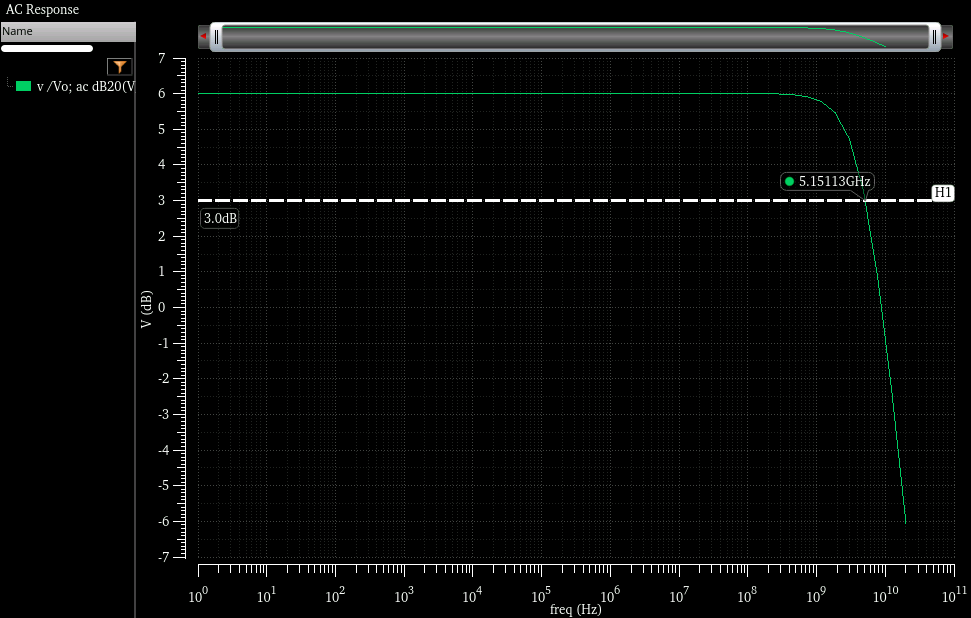 AC Response
Name
v /Vo; ac dB20(V
7
6
5
4
3
2
1
0
-1
-2
-3
-4
-5
-6
-7
V (dB)
5.15113GHz
H1
3.0dB
10^0 10^1 10^2 10^3 10^4 10^5 10^6 10^7 10^8 10^9 10^10 10^11
freq (Hz)